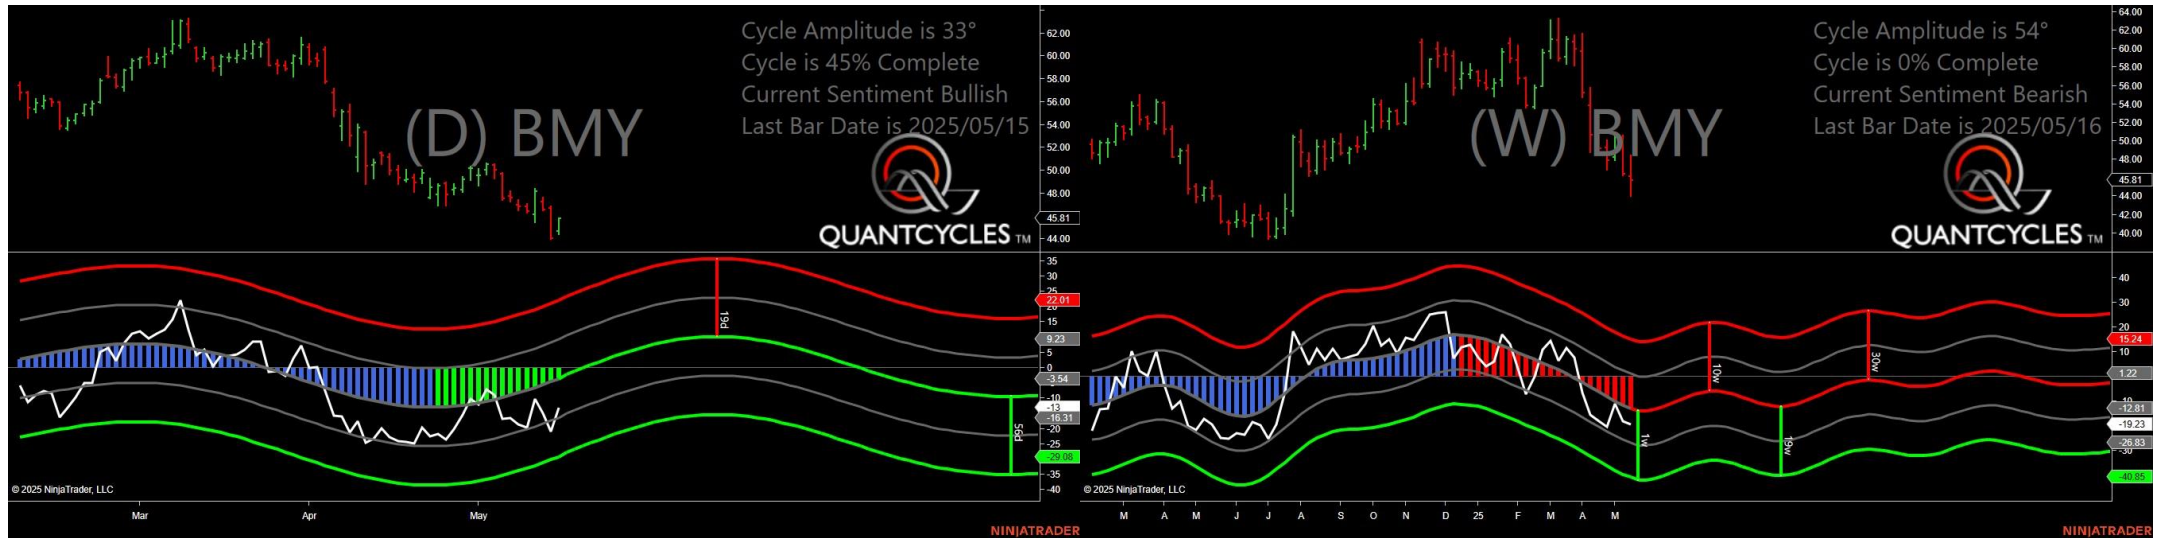 Cycle Amplitude is 33°
Cycle is 45% Complete
Current Sentiment Bullish
Last Bar Date is 2025/05/15
(D) BMY
QUANTCYCLES TM
62.00
60.00
58.00
56.00
54.00
52.00
50.00
48.00
45.81
44.00
35
30
25
22.01
20
15
9.23
5
0
-3.54
-10
-13
-16.31
-20
-25
-29.08
-35
-40
19d
56d
© 2025 NinjaTrader, LLC
Mar
Apr
May
NINJATRADER
Cycle Amplitude is 54°
Cycle is 0% Complete
Current Sentiment Bearish
Last Bar Date is 2025/05/16
(W) BMY
QUANTCYCLES TM
64.00
62.00
60.00
58.00
56.00
54.00
52.00
50.00
48.00
45.81
44.00
42.00
40.00
40
30
20
15.24
10
1.22
-10
-12.81
-19.23
-26.83
-30
-40.85
10w
30w
1w
19w
© 2025 NinjaTrader, LLC
M A M J J A S O N D 25 F M A M
NINJATRADER